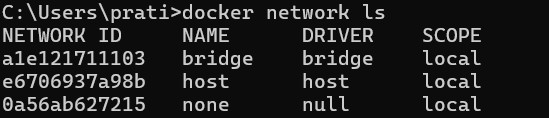 C:\Users\prati>docker network ls
NETWORK ID     NAME      DRIVER    SCOPE
a1e121711103   bridge    bridge    local
e6706937a98b   host      host      local
0a56ab627215   none      null      local